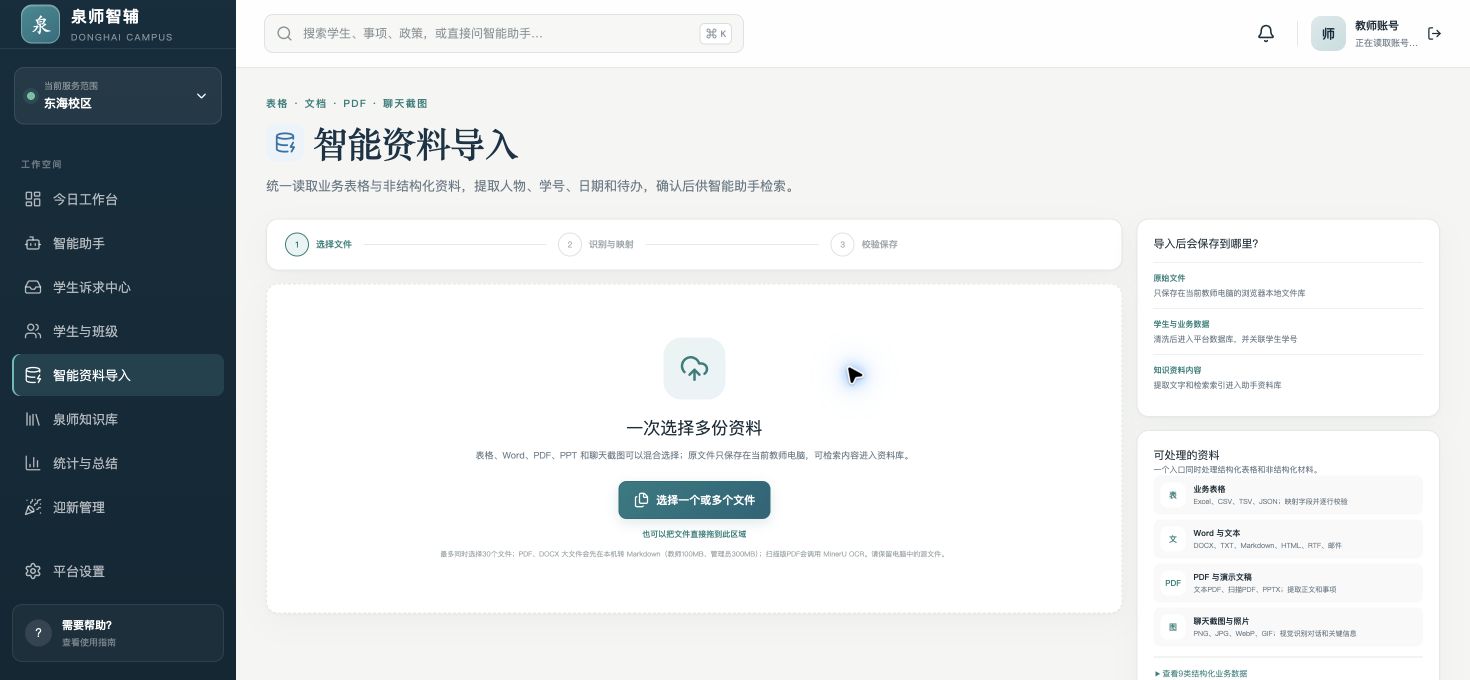 泉
泉师智辅
DONGHAI CAMPUS
当前服务范围
东海校区
工作空间
今日工作台
智能助手
学生诉求中心
学生与班级
智能资料导入
泉师知识库
统计与总结
迎新管理
平台设置
?
需要帮助?
查看使用指南
搜索学生、事项、政策，或直接问智能助手...
⌘ K
师
教师账号
正在读取账号...
表格 · 文档 · PDF · 聊天截图
智能资料导入
统一读取业务表格与非结构化资料，提取人物、学号、日期和待办，确认后供智能助手检索。
1 选择文件
2 识别与映射
3 校验保存
一次选择多份资料
表格、Word、PDF、PPT 和聊天截图可以混合选择；原文件只保存在当前教师电脑，可检索内容进入资料库。
选择一个或多个文件
也可以把文件直接拖到此区域
最多同时选择30个文件；PDF、DOCX 大文件会先在本机转 Markdown（教师100MB、管理员300MB）；扫描版PDF会调用 MinerU OCR。请保留电脑中的源文件。
导入后会保存到哪里?
原始文件
只保存在当前教师电脑的浏览器本地文件库
学生与业务数据
清洗后进入平台数据库，并关联学生学号
知识资料内容
提取文字和检索索引进入助手资料库
可处理的资料
一个入口同时处理结构化表格和非结构化材料。
表
业务表格
Excel、CSV、TSV、JSON；映射字段并逐行校验
文
Word 与文本
DOCX、TXT、Markdown、HTML、RTF、邮件
PDF
PDF 与演示文稿
文本PDF、扫描PDF、PPTX；提取正文和事项
图
聊天截图与照片
PNG、JPG、WebP、GIF；视觉识别对话和关键信息
▸ 查看9类结构化业务数据